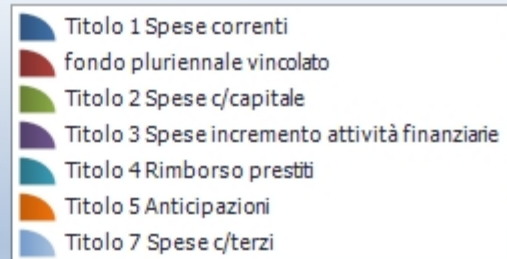 Titolo 1 Spese correnti
fondo pluriennale vincolato
Titolo 2 Spese c/capitale
Titolo 3 Spese incremento attività finanziarie
Titolo 4 Rimborso prestiti
Titolo 5 Anticipazioni
Titolo 7 Spese c/terzi